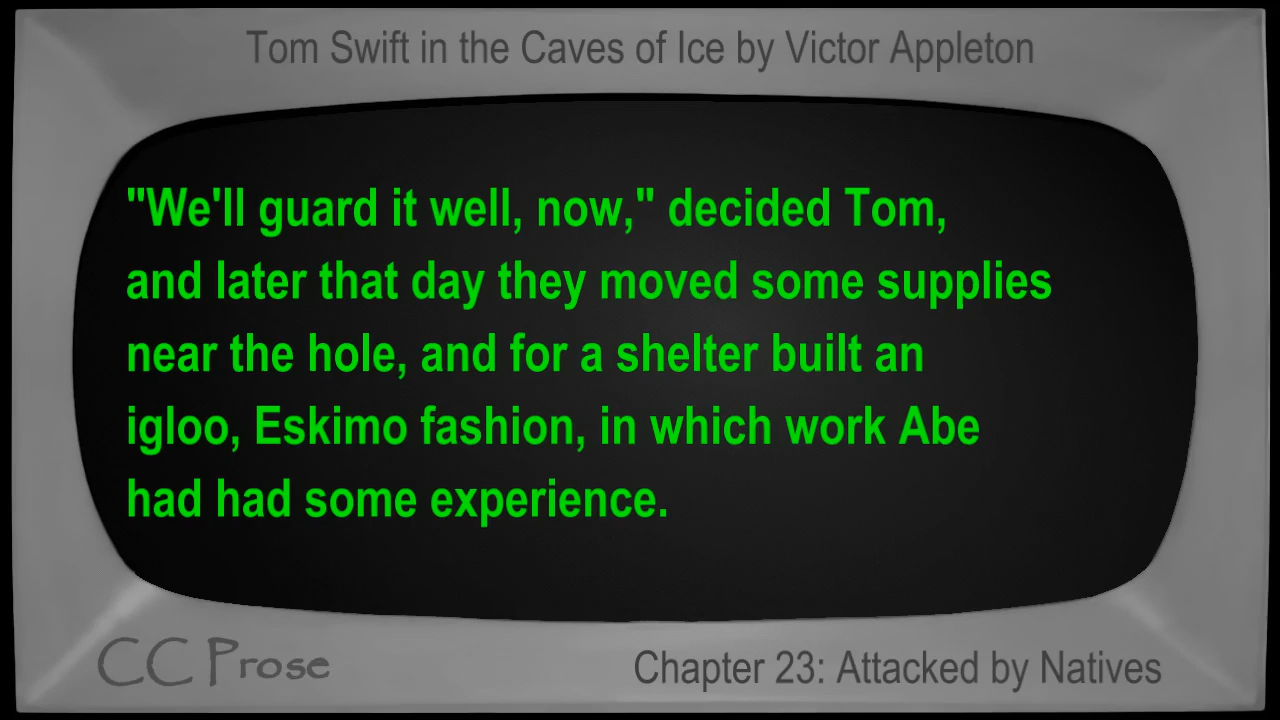 Tom Swift in the Caves of Ice by Victor Appleton
"We'll guard it well, now," decided Tom,
and later that day they moved some supplies
near the hole, and for a shelter built an
igloo, Eskimo fashion, in which work Abe
had had some experience.
CC Prose
Chapter 23: Attacked by Natives